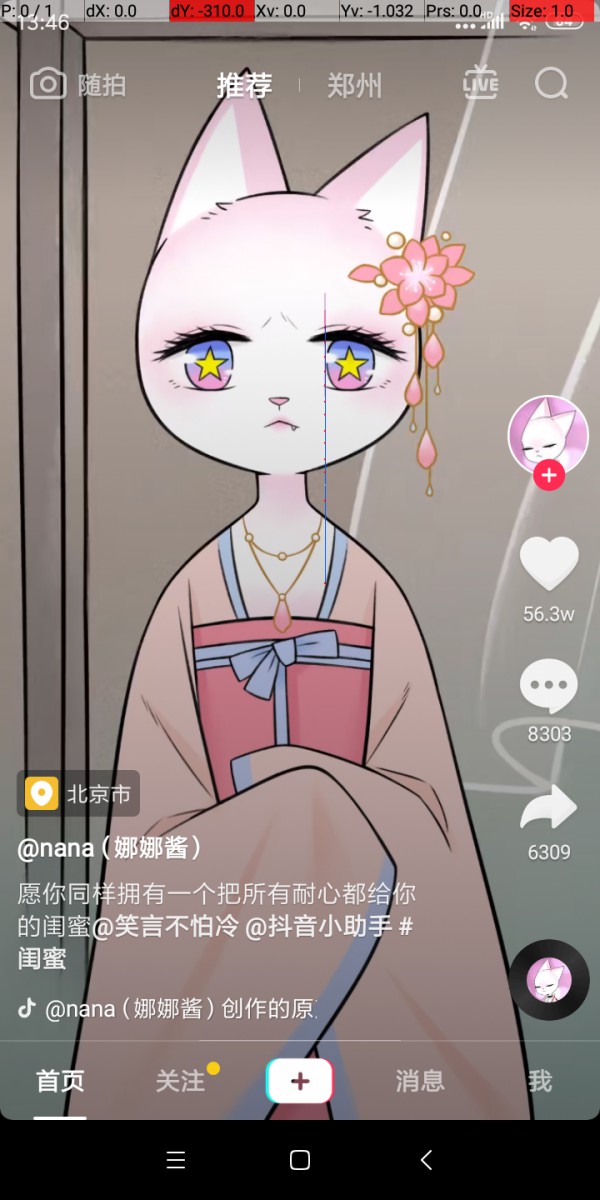 P: 0 / 1 dX: 0.0 dY: -310.0 Xv: 0.0 Yv: -1.032 Prs: 0.0 Size: 1.0
13:46
随拍 推荐 郑州 LIVE
56.3w
8303
北京市
@nana（娜娜酱）
6309
愿你同样拥有一个把所有耐心都给你
的闺蜜@笑言不怕冷 @抖音小助手 #
闺蜜
@nana（娜娜酱）创作的原
首页 关注 消息 我